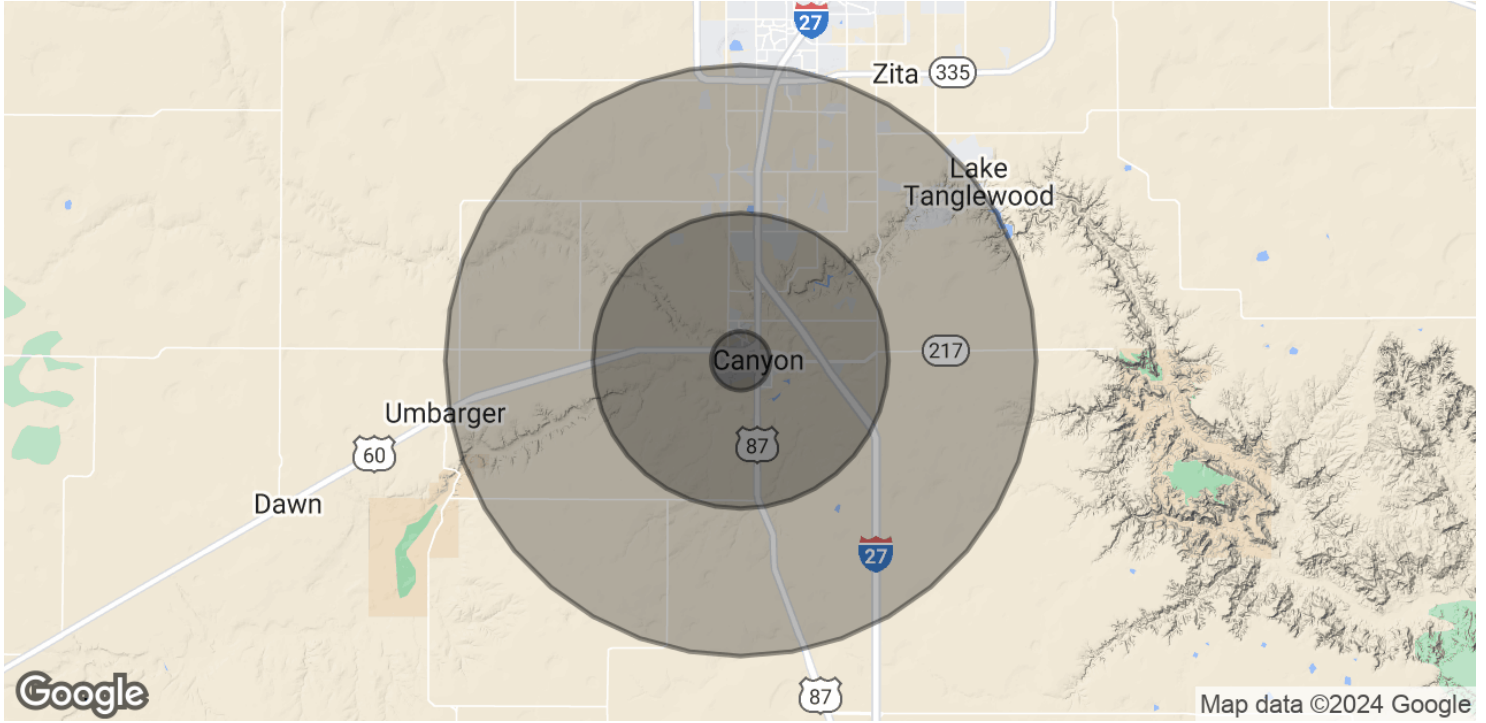 27
Zita
335
Lake
Tanglewood
217
Canyon
Umbarger
60
87
Dawn
27
87
Google
Map data ©2024 Google